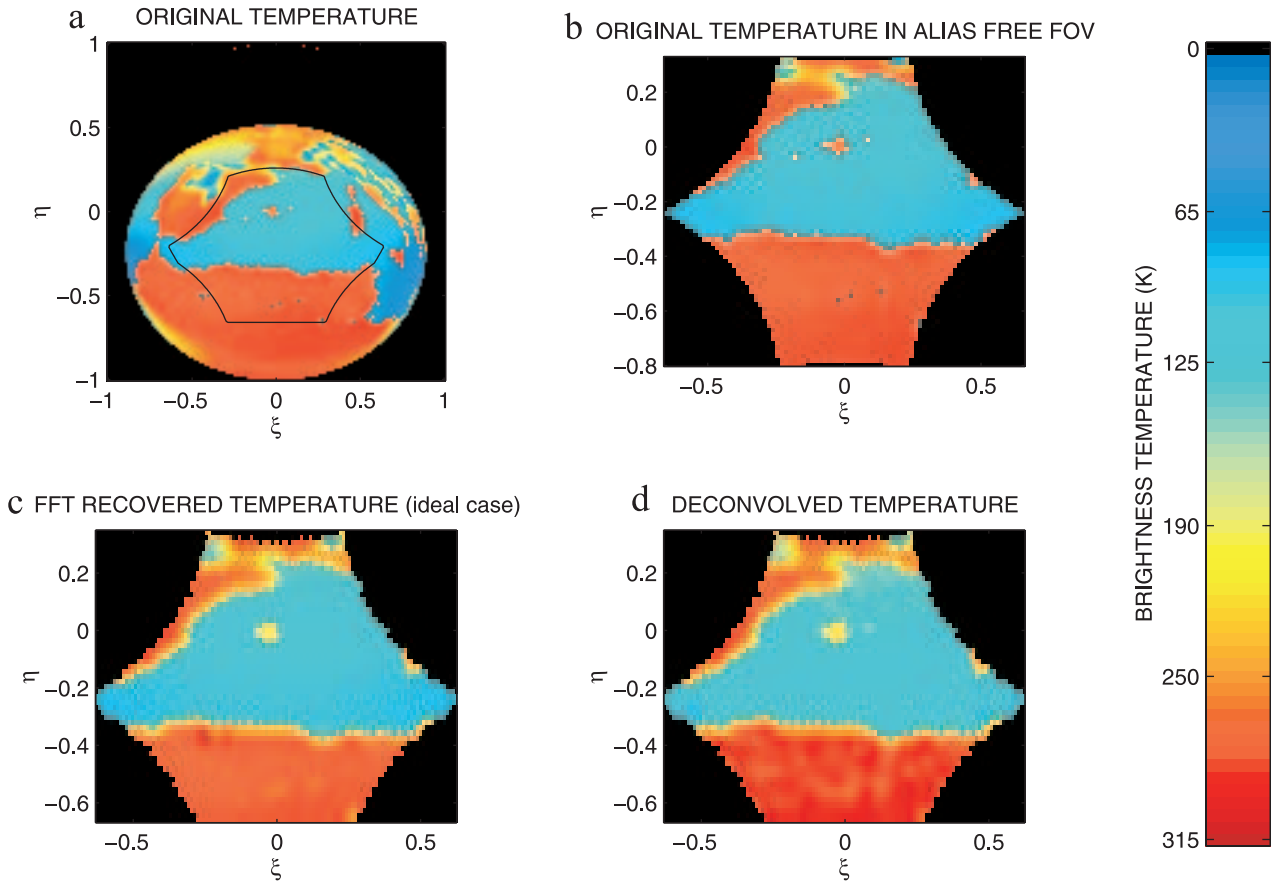 a ORIGINAL TEMPERATURE
1
0.5
0
−0.5
−1
η
−1 −0.5 0 0.5 1
ξ
b ORIGINAL TEMPERATURE IN ALIAS FREE FOV
0.2
0
−0.2
−0.4
−0.6
−0.8
η
−0.5 0 0.5
ξ
c FFT RECOVERED TEMPERATURE (ideal case)
0.2
0
−0.2
−0.4
−0.6
η
−0.5 0 0.5
ξ
d DECONVOLVED TEMPERATURE
0.2
0
−0.2
−0.4
−0.6
η
−0.5 0 0.5
ξ
BRIGHTNESS TEMPERATURE (K)
0
65
125
190
250
315